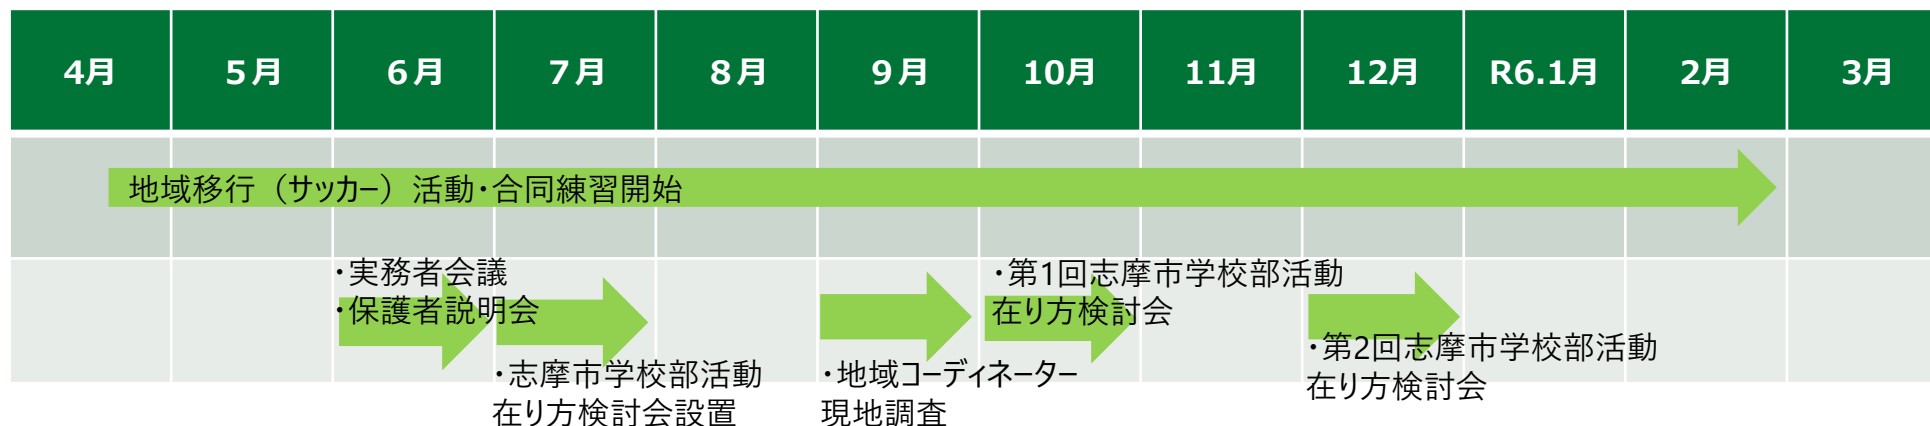 4月 5月 6月 7月 8月 9月 10月 11月 12月 R6.1月 2月 3月
地域移行（サッカー）活動・合同練習開始
・実務者会議
・保護者説明会
・志摩市学校部活動
在り方検討会設置
・地域コーディネーター
現地調査
・第1回志摩市学校部活動
在り方検討会
・第2回志摩市学校部活動
在り方検討会